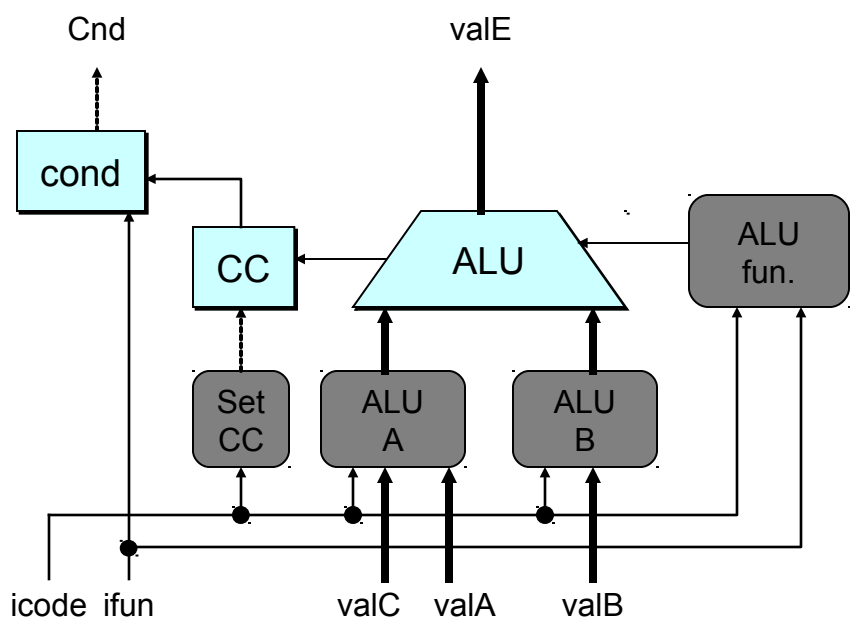 Cnd
valE
cond
CC
ALU
ALU
fun.
Set
CC
ALU
A
ALU
B
icode
ifun
valC
valA
valB